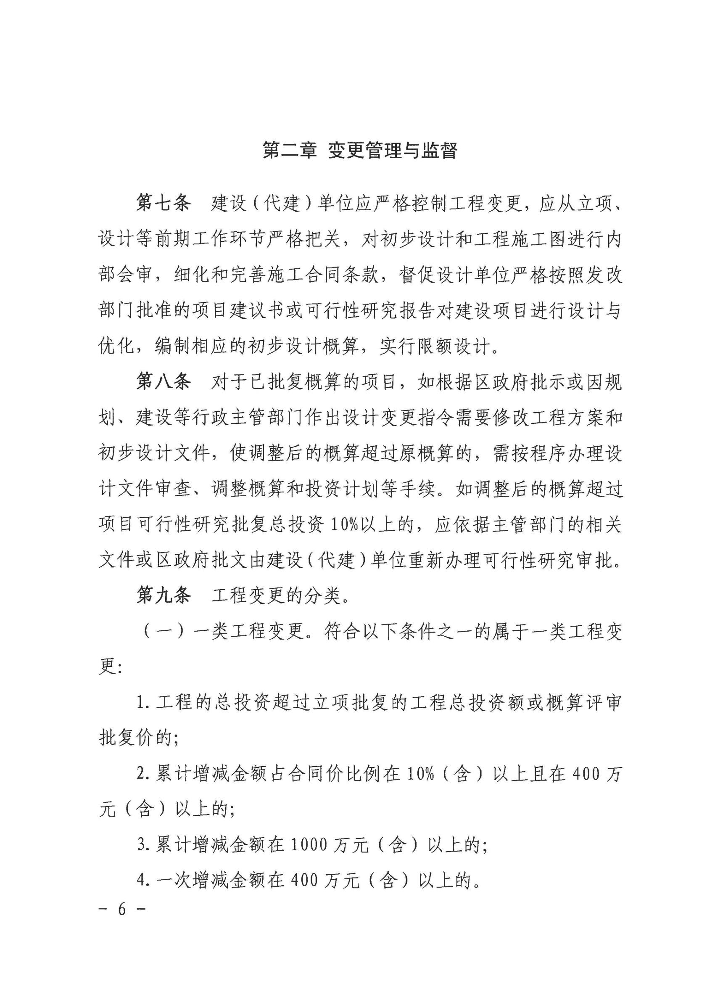 第二章 变更管理与监督
第七条 建设（代建）单位应严格控制工程变更，应从立项、
设计等前期工作环节严格把关，对初步设计和工程施工图进行内
部会审，细化和完善施工合同条款，督促设计单位严格按照发改
部门批准的项目建议书或可行性研究报告对建设项目进行设计与
优化，编制相应的初步设计概算，实行限额设计。
第八条 对于已批复概算的项目，如根据区政府批示或因规
划、建设等行政主管部门作出设计变更指令需要修改工程方案和
初步设计文件，使调整后的概算超过原概算的，需按程序办理设
计文件审查、调整概算和投资计划等手续。如调整后的概算超过
项目可行性研究批复总投资 10%以上的，应依据主管部门的相关
文件或区政府批文由建设（代建）单位重新办理可行性研究审批。
第九条 工程变更的分类。
（一）一类工程变更。符合以下条件之一的属于一类工程变
更：
1. 工程的总投资超过立项批复的工程总投资额或概算评审
批复价的；
2. 累计增减金额占合同价比例在 10%（含）以上且在 400 万
元（含）以上的；
3. 累计增减金额在 1000 万元（含）以上的；
4. 一次增减金额在 400 万元（含）以上的。
- 6 -